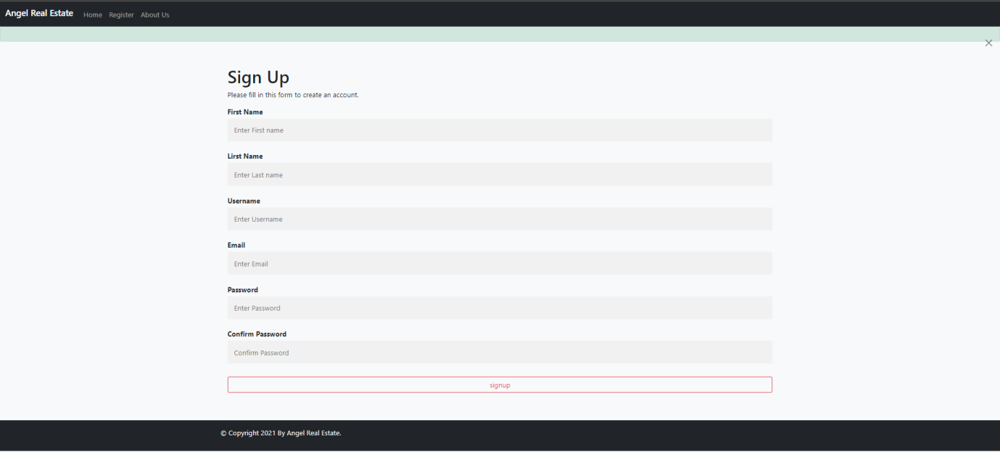 Angel Real Estate Home Register About Us
Sign Up
Please fill in this form to create an account.
First Name
Enter First name
Lirst Name
Enter Last name
Username
Enter Username
Email
Enter Email
Password
Enter Password
Confirm Password
Confirm Password
signup
© Copyright 2021 By Angel Real Estate.